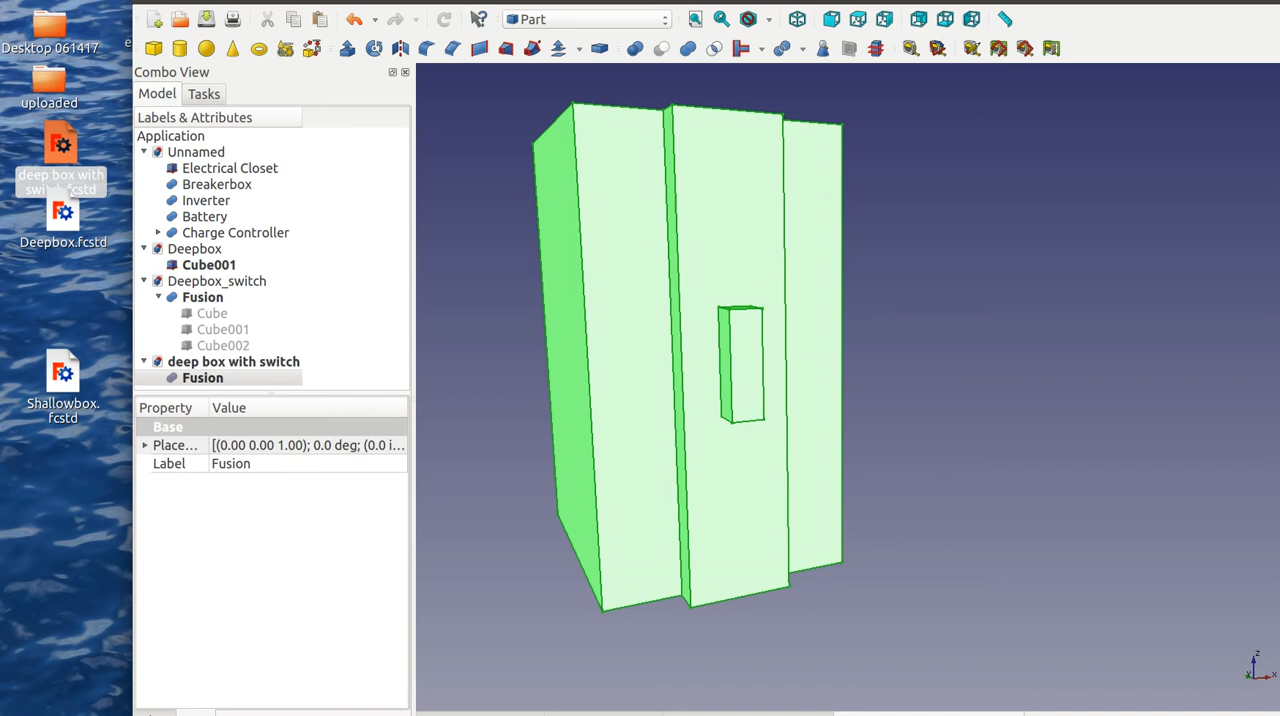 Desktop 061417
e
uploaded
deep box with
switch.fcstd
Deepbox.fcstd
Shallowbox.
fcstd
Part
Combo View
Model
Tasks
Labels & Attributes
Application
Unnamed
Electrical Closet
Breakerbox
Inverter
Battery
Charge Controller
Deepbox
Cube001
Deepbox_switch
Fusion
Cube
Cube001
Cube002
deep box with switch
Fusion
Property Value
Base
Place... [(0.00 0.00 1.00); 0.0 deg; (0.0 i...
Label Fusion
z
Y x